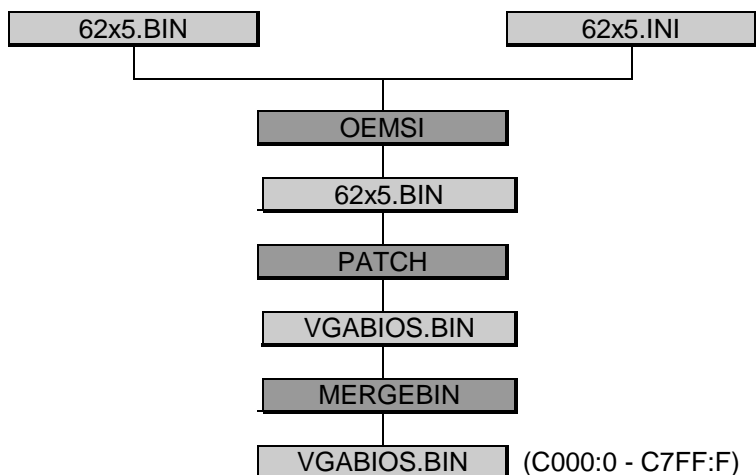 62x5.BIN
62x5.INI
OEMSI
62x5.BIN
PATCH
VGABIOS.BIN
MERGEBIN
VGABIOS.BIN (C000:0 - C7FF:F)